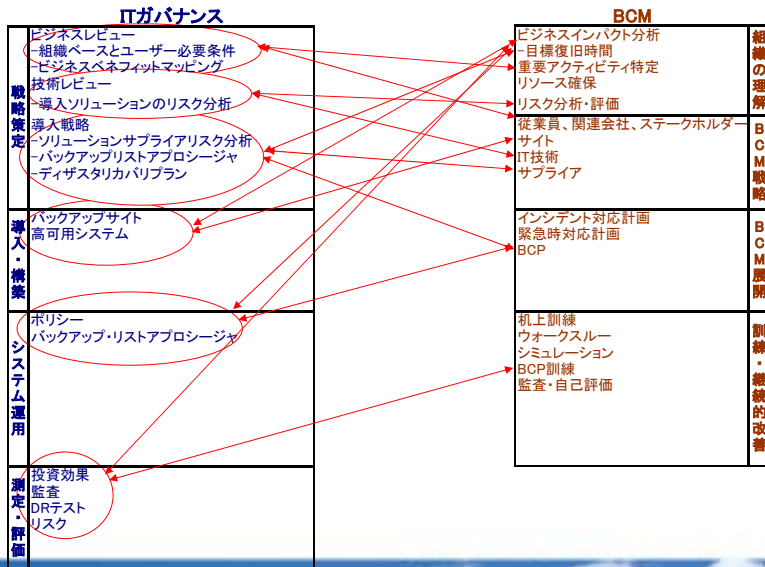 ITガバナンス
戦略策定
ビジネスレビュー
-組織ベースとユーザー必要条件
-ビジネスベネフィットマッピング
技術レビュー
-導入ソリューションのリスク分析
導入戦略
-ソリューションサプライアリスク分析
-バックアップリストアプロシージャ
-ディザスタリカバリプラン
導入・構築
バックアップサイト
高可用システム
システム運用
ポリシー
バックアップ・リストアプロシージャ
測定・評価
投資効果
監査
DRテスト
リスク
BCM
ビジネスインパクト分析
-目標復旧時間
重要アクティビティ特定
リソース確保
リスク分析・評価
組織の理解
従業員、関連会社、ステークホルダー
サイト
IT技術
サプライア
BCM戦略
インシデント対応計画
緊急時対応計画
BCP
BCM展開
机上訓練
ウォークスルー
シミュレーション
BCP訓練
監査・自己評価
訓練・継続的改善